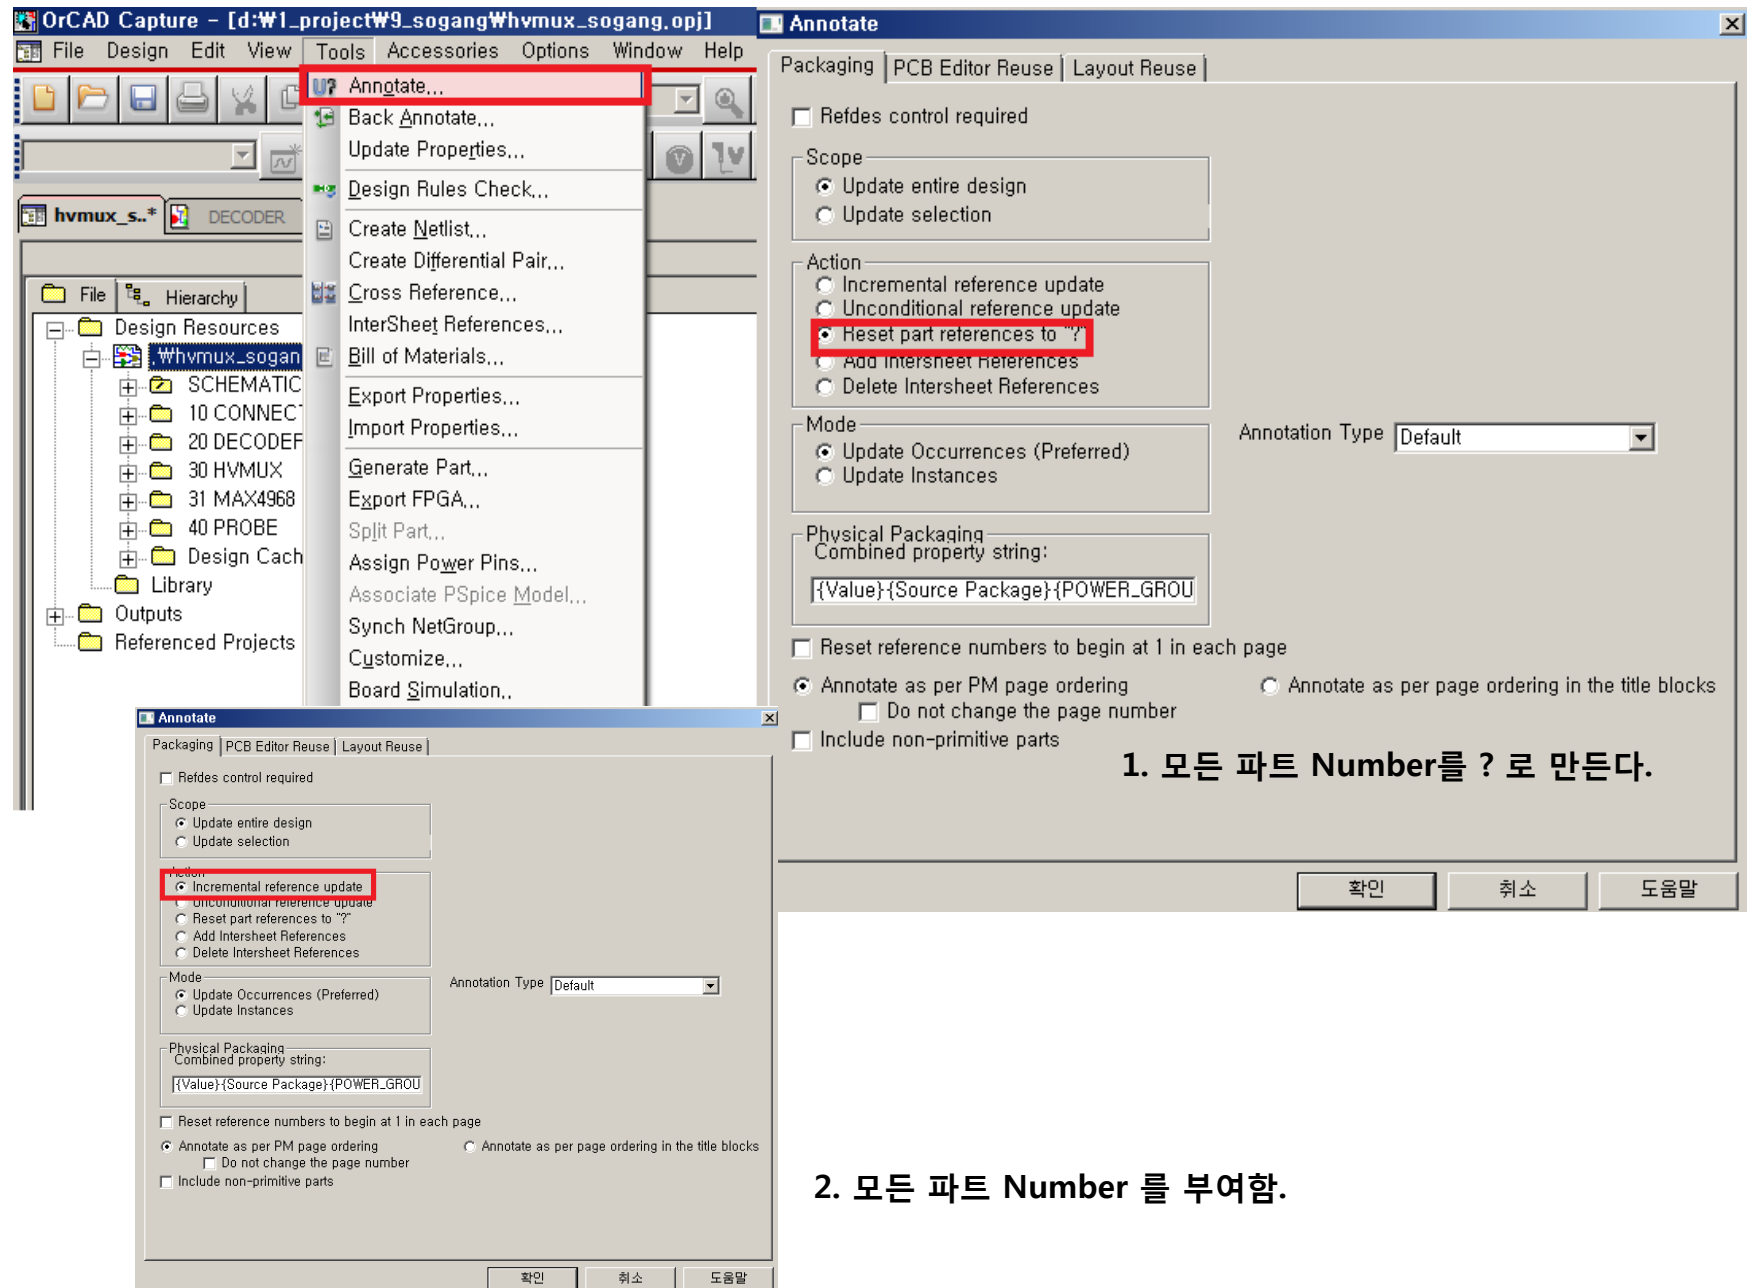 OrCAD Capture - [d:₩1_project₩9_sogang₩hvmux_sogang.opj]
File Design Edit View Tools Accessories Options Window Help
Annotate...
Back Annotate...
Update Properties...
Design Rules Check...
Create Netlist...
Create Differential Pair...
Cross Reference...
InterSheet References...
Bill of Materials...
Export Properties...
Import Properties...
Generate Part...
Export FPGA...
Split Part...
Assign Power Pins...
Associate PSpice Model...
Synch NetGroup...
Customize...
Board Simulation..
hvmux_s..* DECODER
File Hierarchy
Design Resources
.₩hvmux_sogan
SCHEMATIC
10 CONNECT
20 DECODER
30 HVMUX
31 MAX4968
40 PROBE
Design Cach
Library
Outputs
Referenced Projects
Annotate
Packaging PCB Editor Reuse Layout Reuse
Refdes control required
Scope
Update entire design
Update selection
Action
Incremental reference update
Unconditional reference update
Reset part references to "?"
Add Intersheet References
Delete Intersheet References
Mode
Update Occurrences (Preferred)
Update Instances
Annotation Type Default
Physical Packaging
Combined property string:
{Value}{Source Package}{POWER_GROU
Reset reference numbers to begin at 1 in each page
Annotate as per PM page ordering Annotate as per page ordering in the title blocks
Do not change the page number
Include non-primitive parts
1. 모든 파트 Number를 ? 로 만든다.
확인 취소 도움말
Annotate
Packaging PCB Editor Reuse Layout Reuse
Refdes control required
Scope
Update entire design
Update selection
Action
Incremental reference update
Unconditional reference update
Reset part references to "?"
Add Intersheet References
Delete Intersheet References
Mode
Update Occurrences (Preferred)
Update Instances
Annotation Type Default
Physical Packaging
Combined property string:
{Value}{Source Package}{POWER_GROU
Reset reference numbers to begin at 1 in each page
Annotate as per PM page ordering Annotate as per page ordering in the title blocks
Do not change the page number
Include non-primitive parts
확인 취소 도움말
2. 모든 파트 Number 를 부여함.